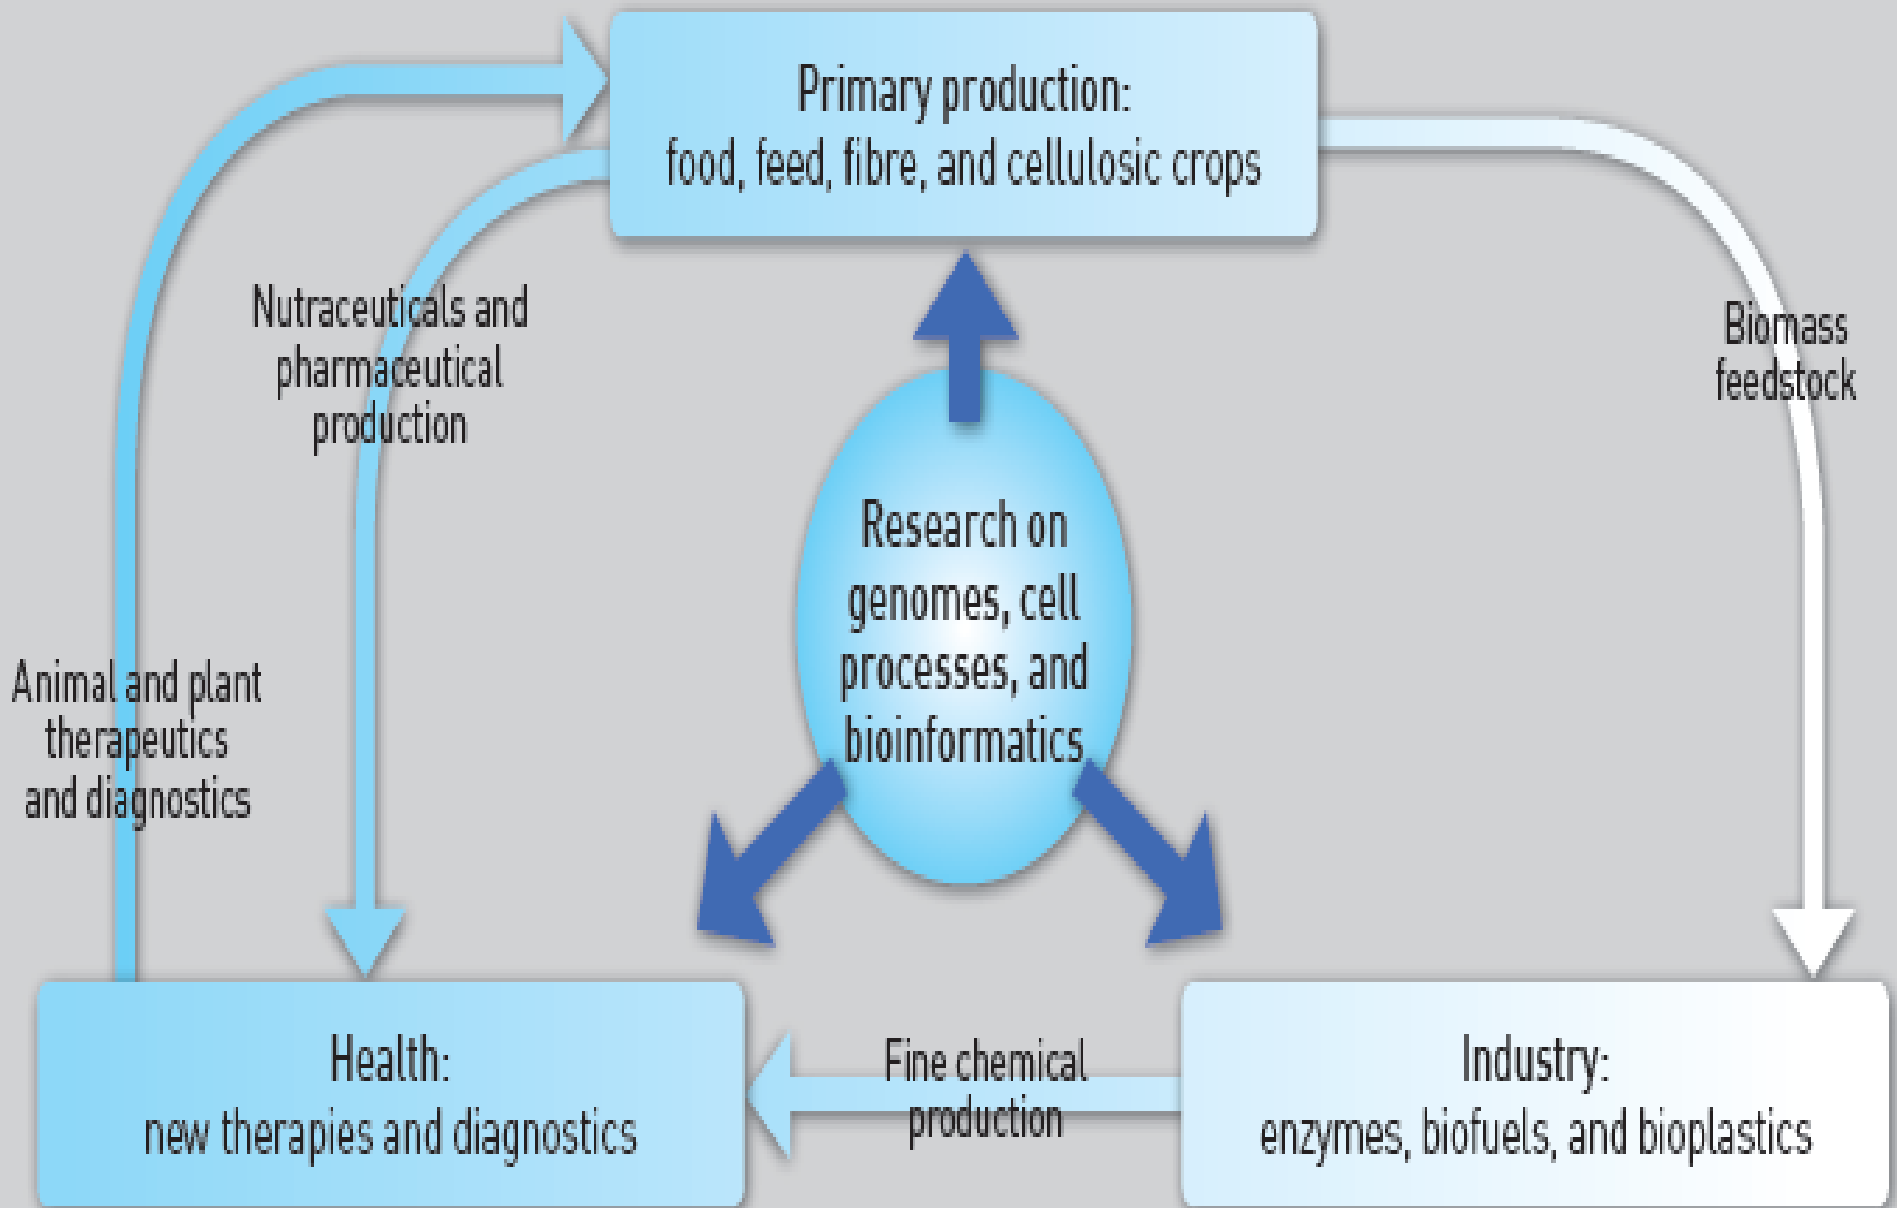 Primary production:
food, feed, fibre, and cellulosic crops
Nutraceuticals and
pharmaceutical
production
Biomass
feedstock
Research on
genomes, cell
processes, and
bioinformatics
Animal and plant
therapeutics
and diagnostics
Health:
new therapies and diagnostics
Fine chemical
production
Industry:
enzymes, biofuels, and bioplastics